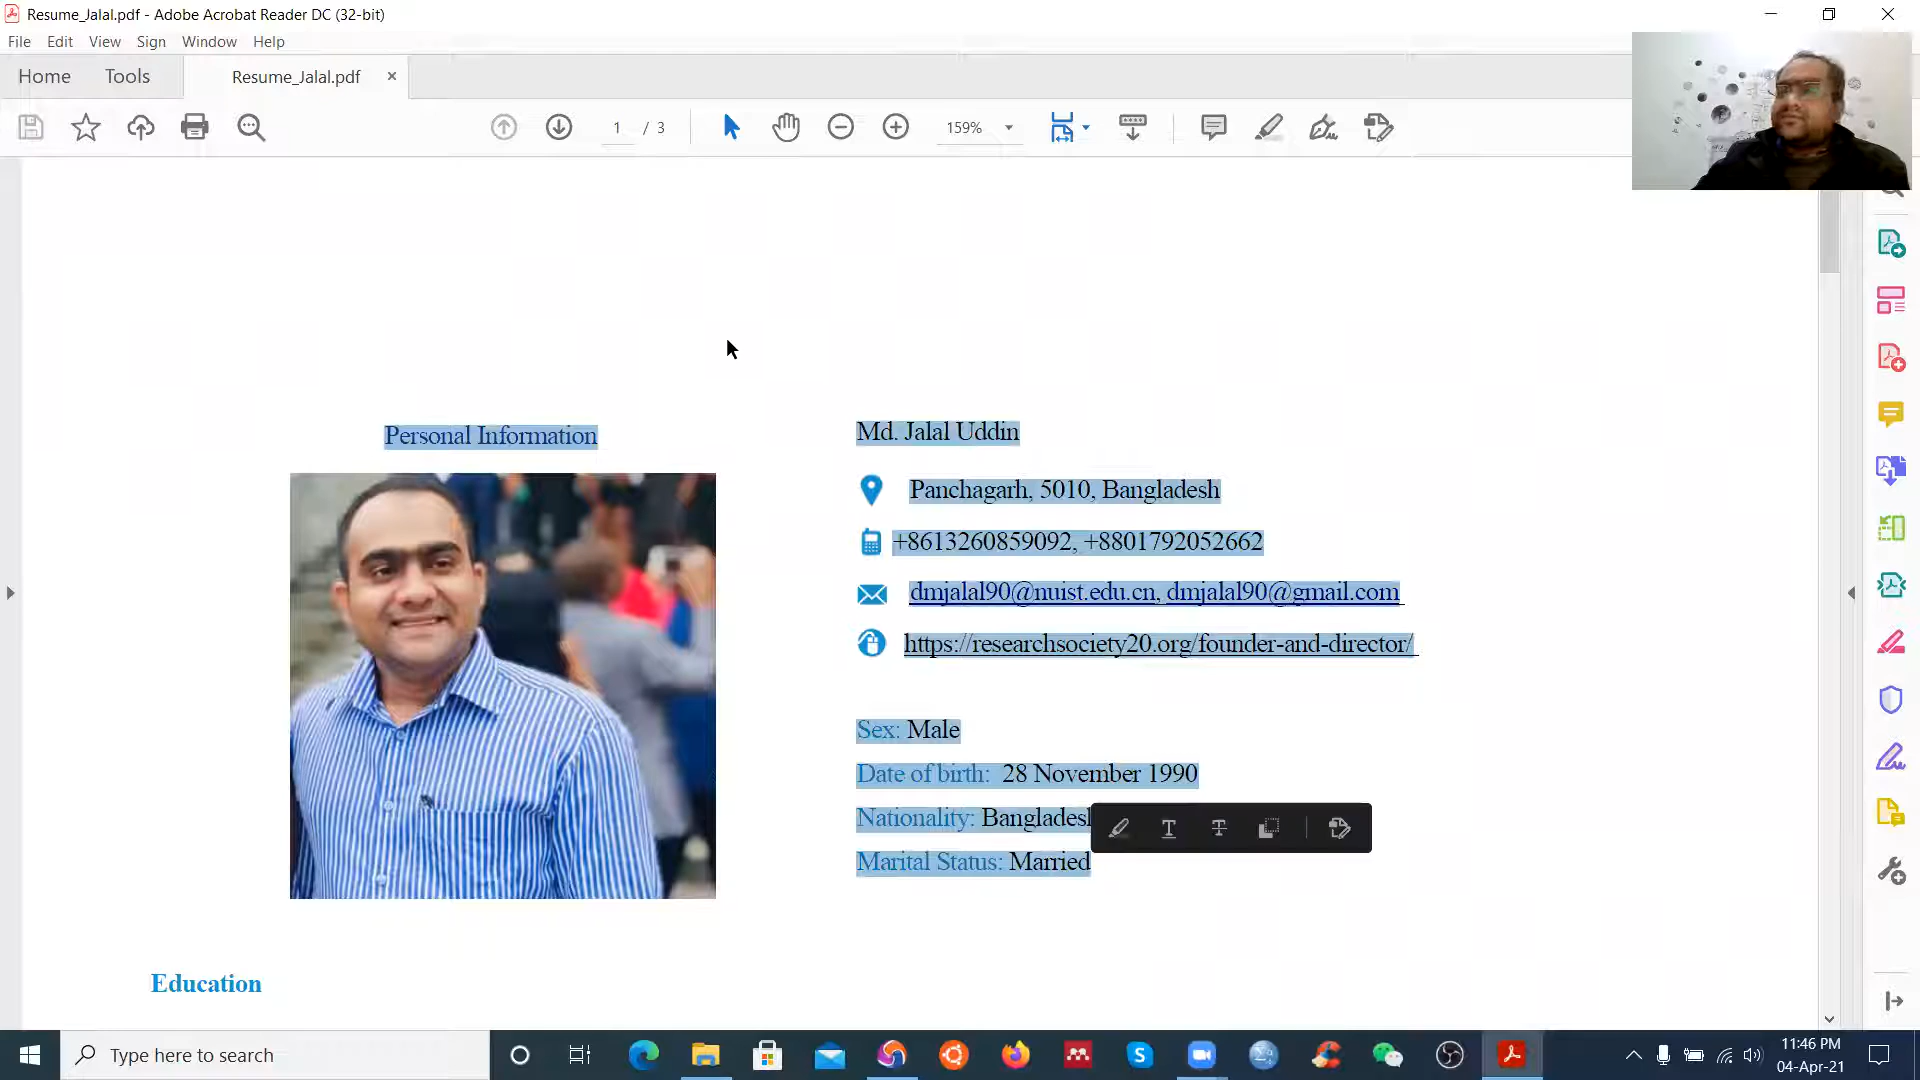 Resume_Jalal.pdf - Adobe Acrobat Reader DC (32-bit)
File Edit View Sign Window Help
Home Tools Resume_Jalal.pdf
1 / 3 159%
Personal Information
Md. Jalal Uddin
Panchagarh, 5010, Bangladesh
+8613260859092, +8801792052662
dmjalal90@nuist.edu.cn, dmjalal90@gmail.com
https://researchsociety20.org/founder-and-director/
Sex: Male
Date of birth: 28 November 1990
Nationality:
Marital Status: Married
Education
Type here to search
11:46 PM
04-Apr-21